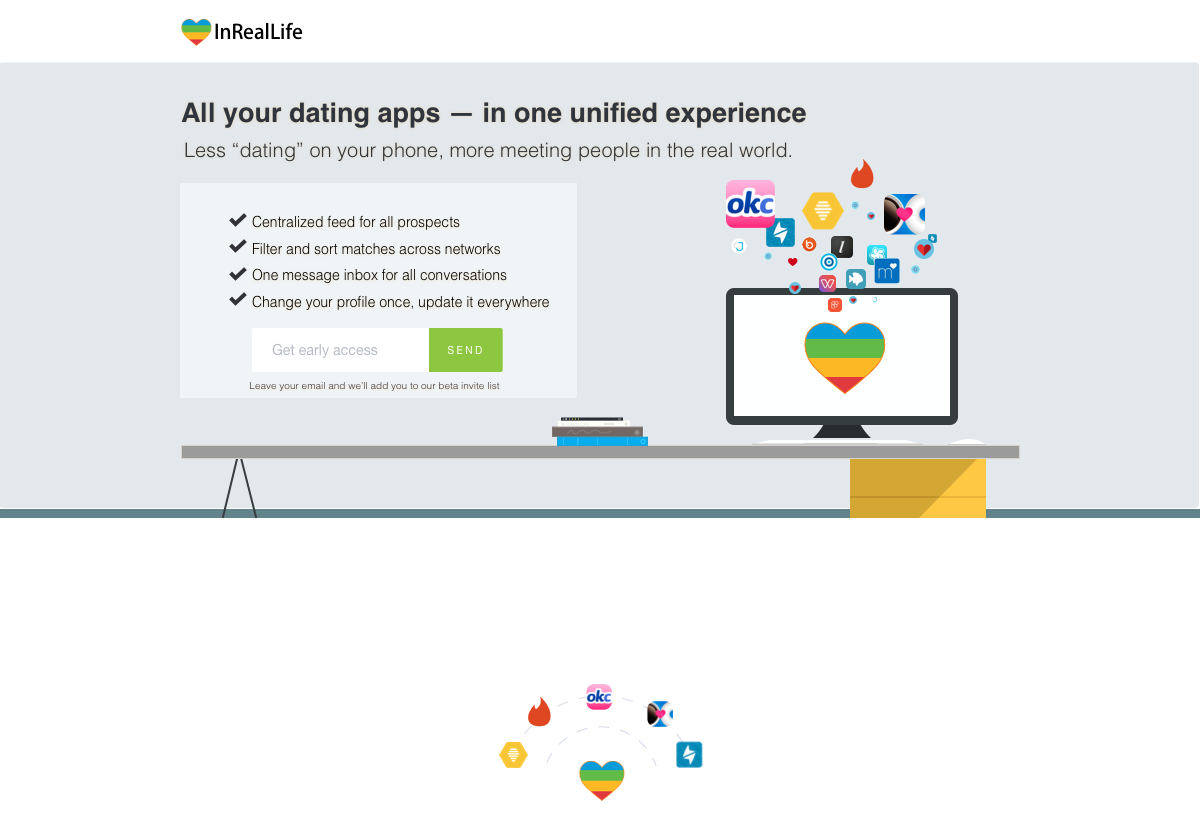 InRealLife
All your dating apps — in one unified experience
Less “dating” on your phone, more meeting people in the real world.
Centralized feed for all prospects
Filter and sort matches across networks
One message inbox for all conversations
Change your profile once, update it everywhere
Get early access
SEND
Leave your email and we'll add you to our beta invite list
okc
b
l
m
okc